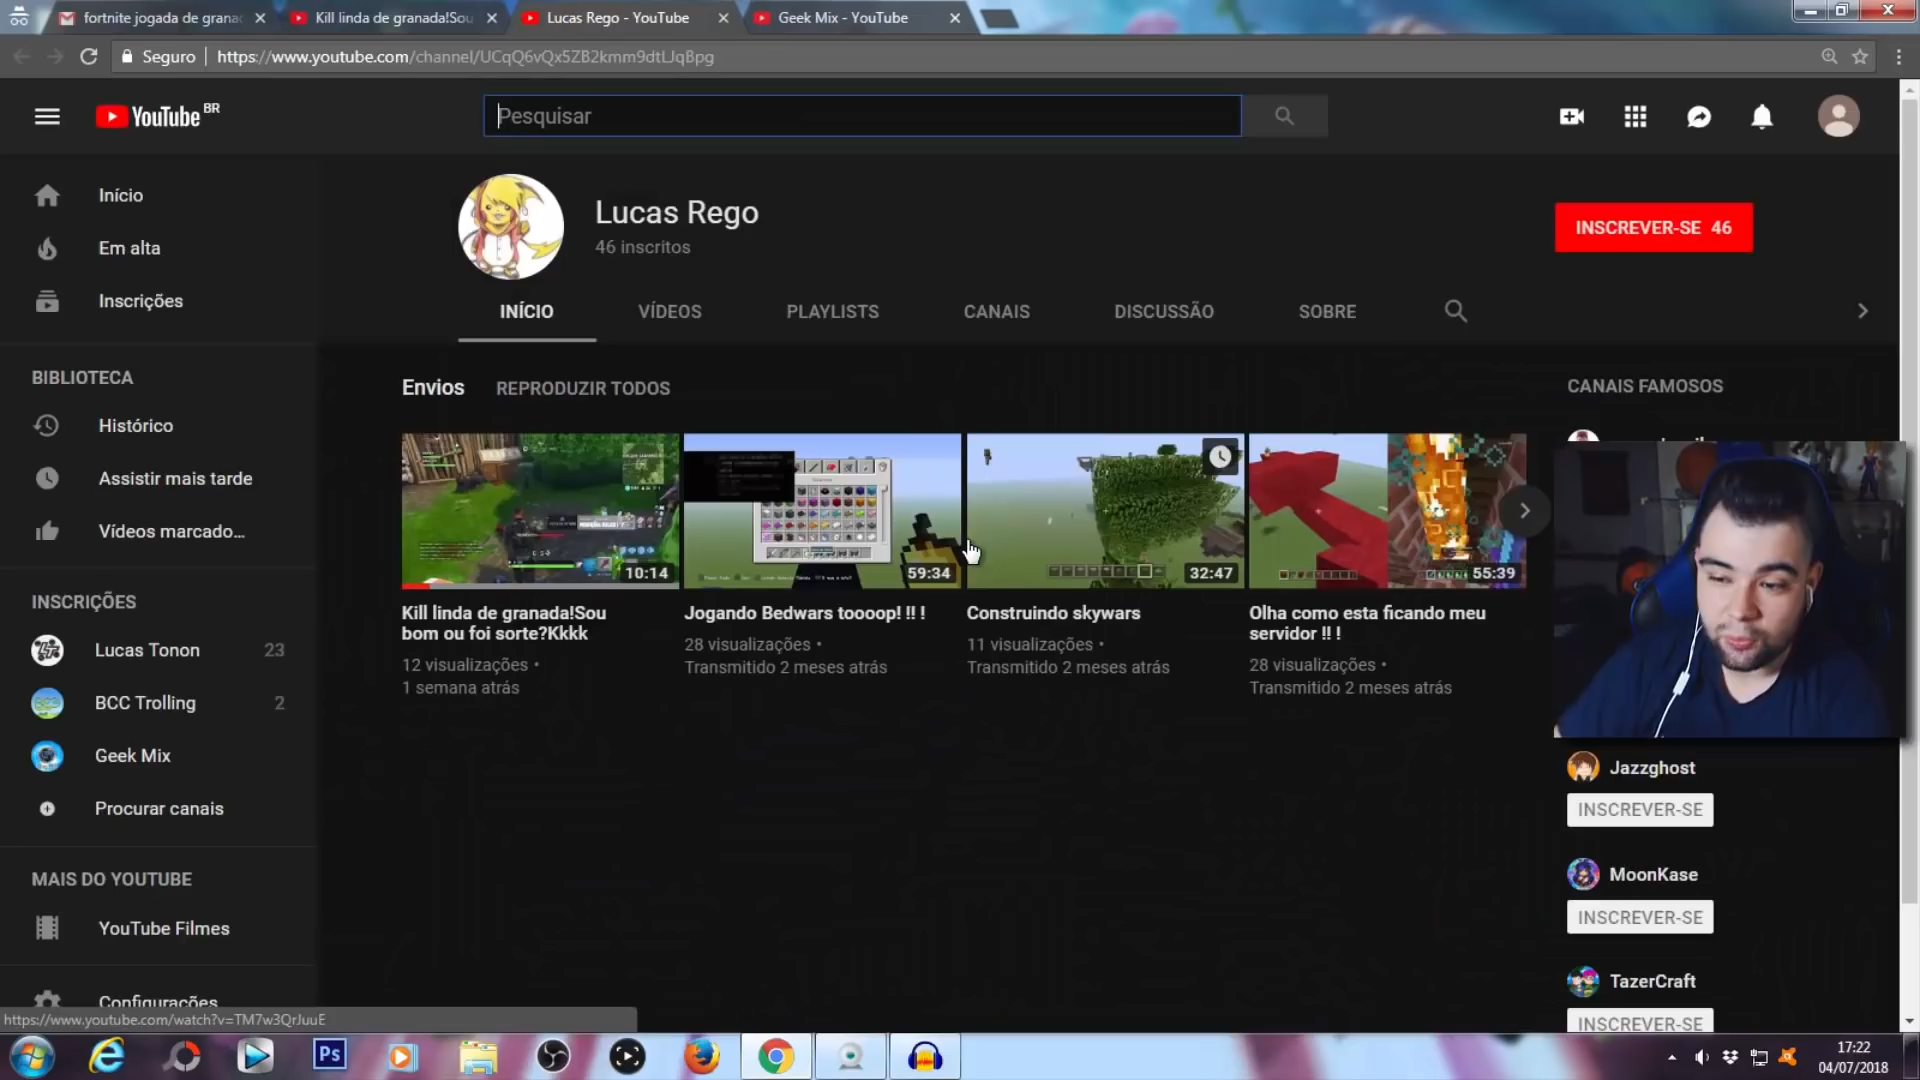 fortnite jogada de grana
Kill linda de granada!Sou
Lucas Rego - YouTube
Geek Mix - YouTube
Seguro
https://www.youtube.com/channel/UCqQ6vQx5ZB2kmm9dtLJqBpg
YouTube BR
Pesquisar
Início
Em alta
Inscrições
BIBLIOTECA
Histórico
Assistir mais tarde
Vídeos marcado...
INSCRIÇÕES
Lucas Tonon 23
BCC Trolling 2
Geek Mix
Procurar canais
MAIS DO YOUTUBE
YouTube Filmes
Configurações
Lucas Rego
46 inscritos
INSCREVER-SE 46
INÍCIO
VÍDEOS
PLAYLISTS
CANAIS
DISCUSSÃO
SOBRE
Envios
REPRODUZIR TODOS
10:14
Kill linda de granada!Sou
bom ou foi sorte?Kkkk
12 visualizações •
1 semana atrás
59:34
Jogando Bedwars toooop! !! !
28 visualizações •
Transmitido 2 meses atrás
32:47
Construindo skywars
11 visualizações •
Transmitido 2 meses atrás
55:39
Olha como esta ficando meu
servidor !! !
28 visualizações •
Transmitido 2 meses atrás
CANAIS FAMOSOS
Jazzghost
INSCREVER-SE
MoonKase
INSCREVER-SE
TazerCraft
INSCREVER-SE
https://www.youtube.com/watch?v=TM7w3QrJuuE
Ps
17:22
04/07/2018